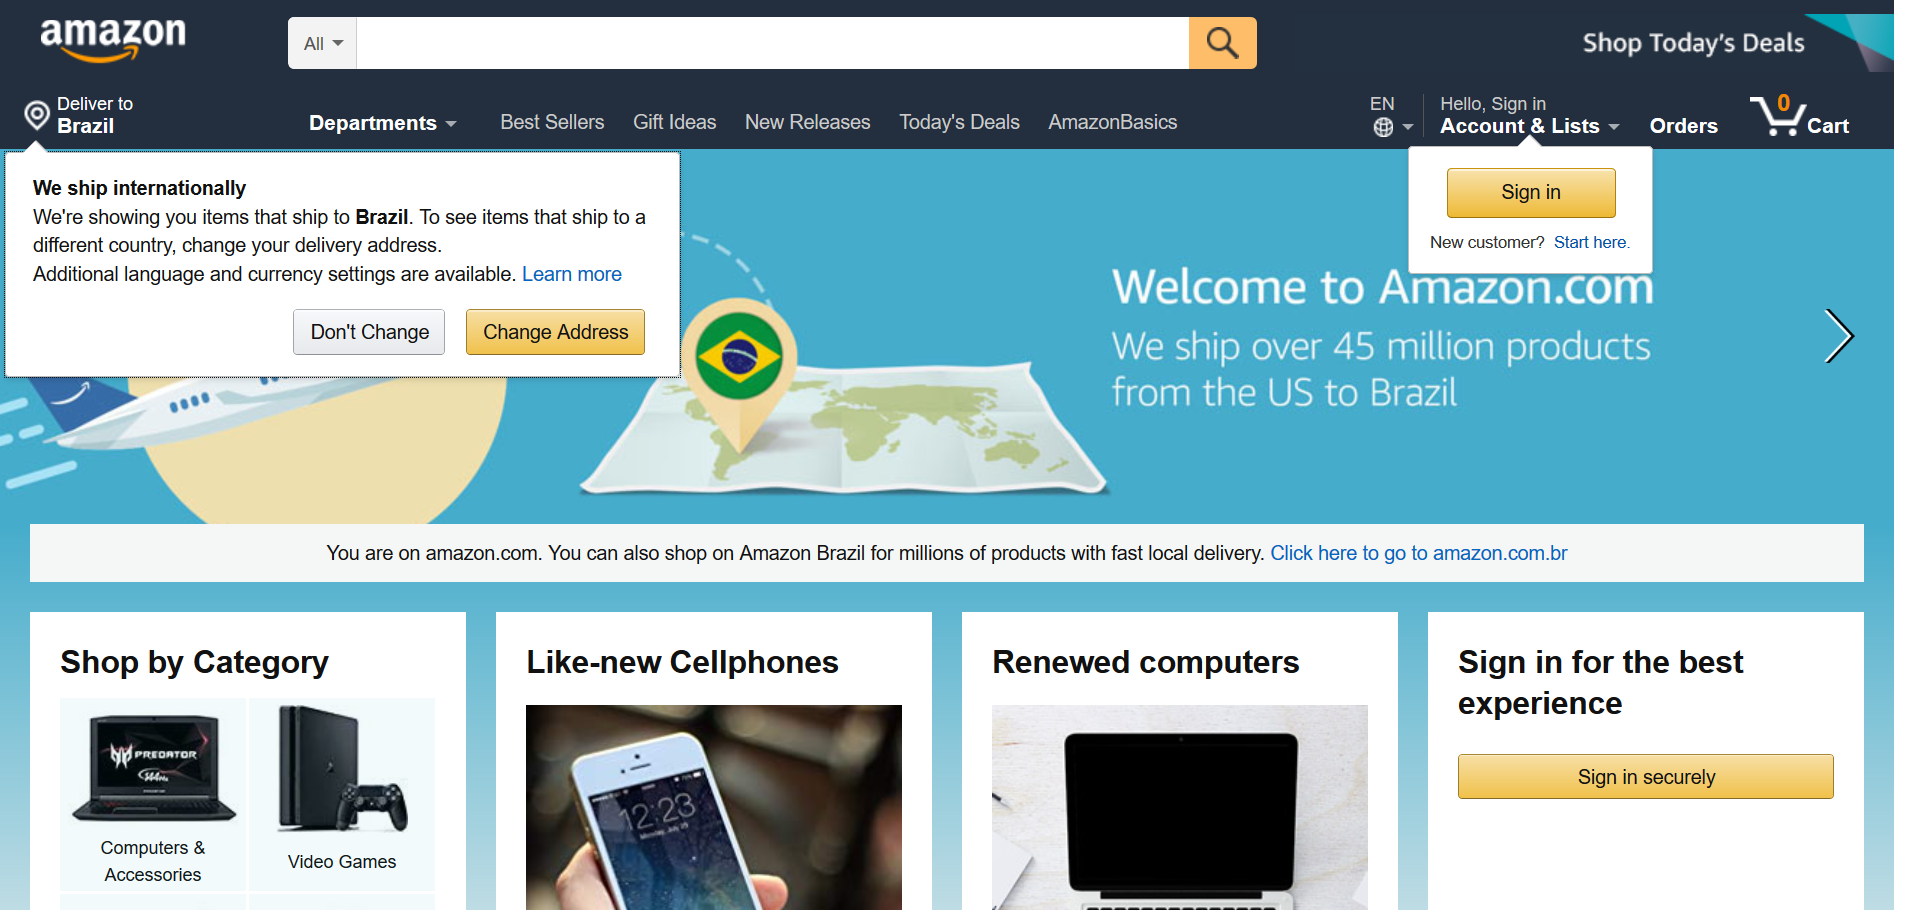 amazon
All
Shop Today's Deals
Deliver to
Brazil
Departments
Best Sellers
Gift Ideas
New Releases
Today's Deals
AmazonBasics
EN
Hello, Sign in
Account & Lists
Orders
0
Cart
We ship internationally
We're showing you items that ship to Brazil. To see items that ship to a
different country, change your delivery address.
Additional language and currency settings are available. Learn more
Don't Change
Change Address
Sign in
New customer? Start here.
Welcome to Amazon.com
We ship over 45 million products
from the US to Brazil
You are on amazon.com. You can also shop on Amazon Brazil for millions of products with fast local delivery. Click here to go to amazon.com.br
Shop by Category
PREDATOR
144Hz
Computers &
Accessories
Video Games
Like-new Cellphones
12:23
Monday, July 29
Renewed computers
Sign in for the best
experience
Sign in securely